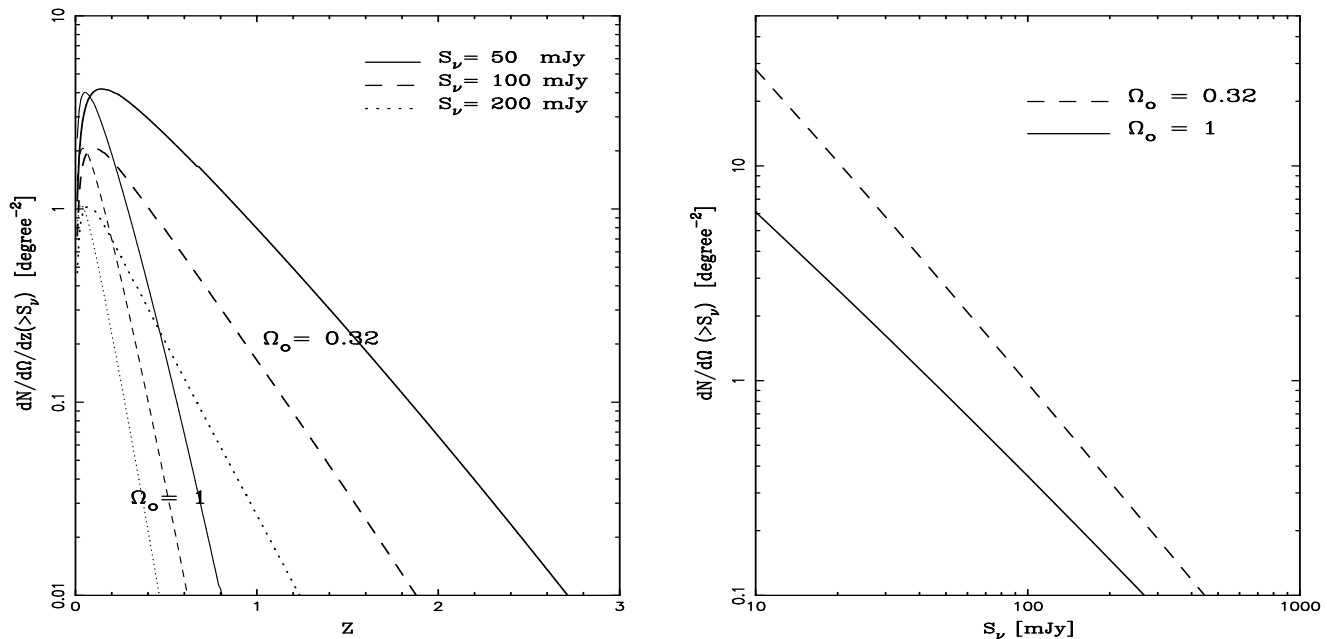 10
S_ν = 50 mJy
S_ν = 100 mJy
S_ν = 200 mJy
1
0.1
0.01
dN/dΩ/dz(>S_ν) [degree⁻²]
Ω_o = 0.32
Ω_o = 1
0 1 2 3
Z
Ω_o = 0.32
Ω_o = 1
10
1
0.1
dN/dΩ (>S_ν) [degree⁻²]
10 100 1000
S_ν [mJy]